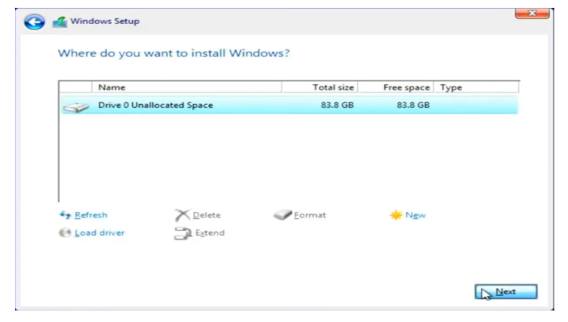 Windows Setup
Where do you want to install Windows?
Name Total size Free space Type
Drive 0 Unallocated Space 83.8 GB 83.8 GB
Refresh Delete Format New
Load driver Extend
Next